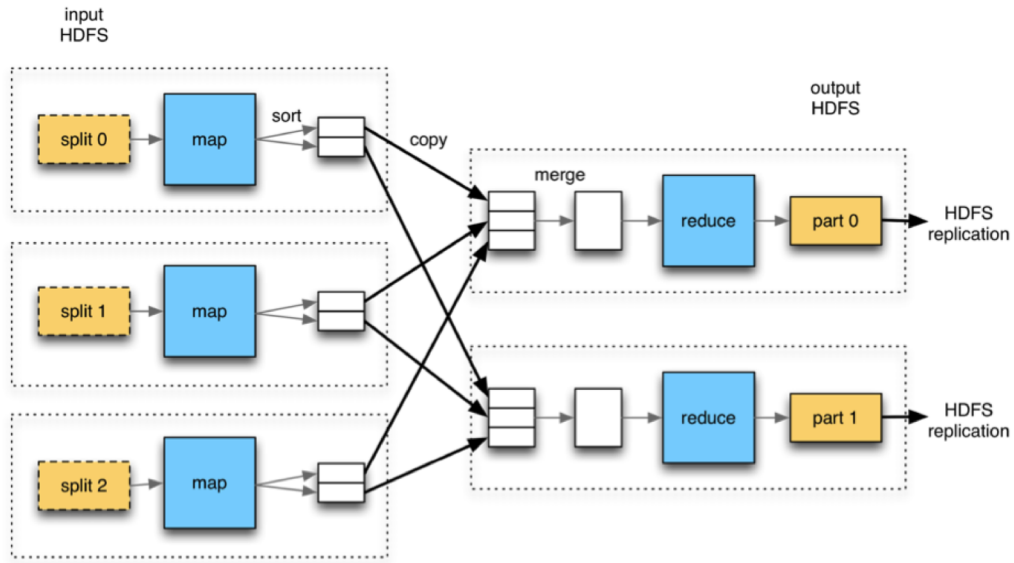 input
HDFS
split 0
map
sort
copy
split 1
map
split 2
map
output
HDFS
merge
reduce
part 0
HDFS
replication
reduce
part 1
HDFS
replication